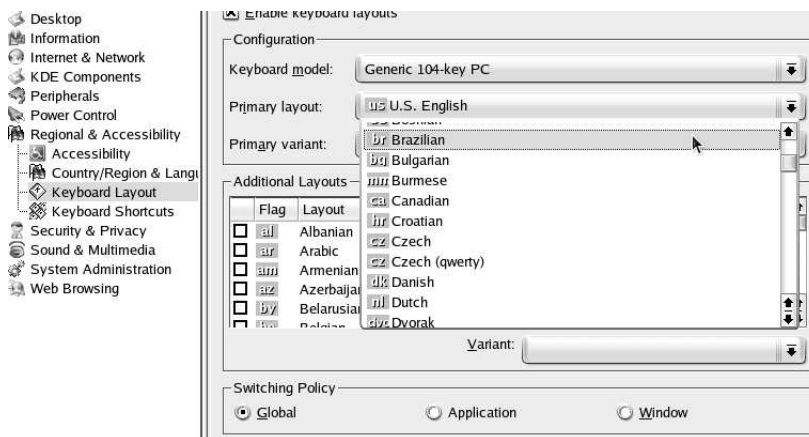 Desktop
Information
Internet & Network
KDE Components
Peripherals
Power Control
Regional & Accessibility
Accessibility
Country/Region & Langu
Keyboard Layout
Keyboard Shortcuts
Security & Privacy
Sound & Multimedia
System Administration
Web Browsing
Enable keyboard layouts
Configuration
Keyboard model: Generic 104-key PC
Primary layout: us U.S. English
Primary variant:
Bosnian
br Brazilian
bg Bulgarian
mm Burmese
ca Canadian
hr Croatian
cz Czech
cz Czech (qwerty)
dk Danish
nl Dutch
dvo Dvorak
Additional Layouts
Flag Layout
al Albanian
ar Arabic
am Armenian
az Azerbaijan
by Belarusian
Belgian
Variant:
Switching Policy
Global Application Window